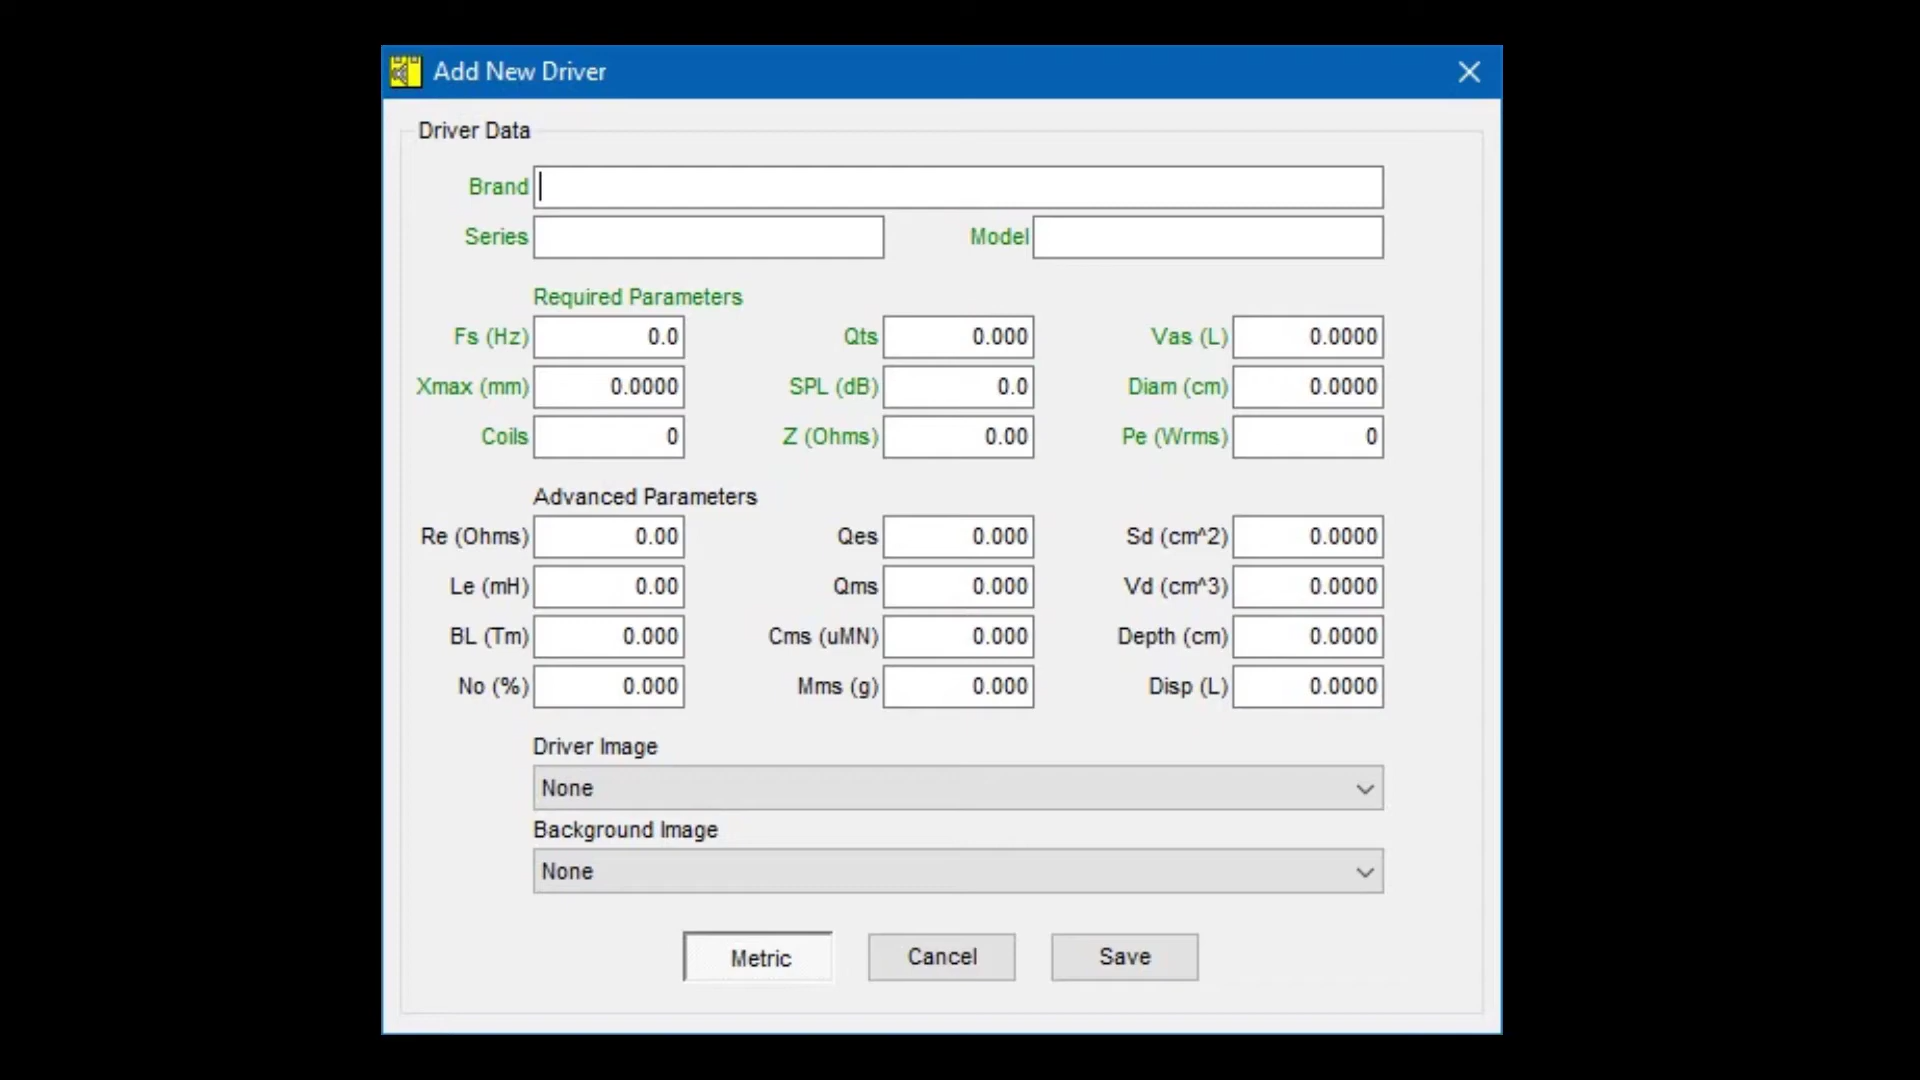 Add New Driver
Driver Data
Brand
Series Model
Required Parameters
Fs (Hz) 0.0 Qts 0.000 Vas (L) 0.0000
Xmax (mm) 0.0000 SPL (dB) 0.0 Diam (cm) 0.0000
Coils 0 Z (Ohms) 0.00 Pe (Wrms) 0
Advanced Parameters
Re (Ohms) 0.00 Qes 0.000 Sd (cm^2) 0.0000
Le (mH) 0.00 Qms 0.000 Vd (cm^3) 0.0000
BL (Tm) 0.000 Cms (uMN) 0.000 Depth (cm) 0.0000
No (%) 0.000 Mms (g) 0.000 Disp (L) 0.0000
Driver Image
None
Background Image
None
Metric Cancel Save